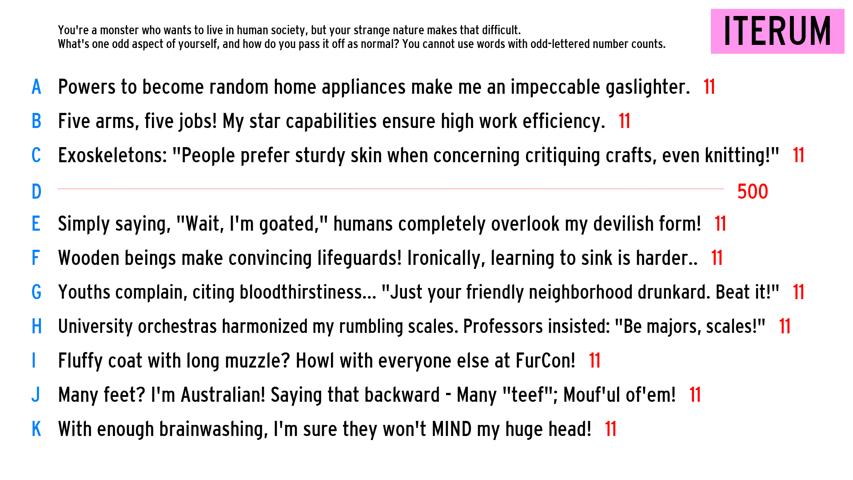 You're a monster who wants to live in human society, but your strange nature makes that difficult.
What's one odd aspect of yourself, and how do you pass it off as normal? You cannot use words with odd-lettered number counts.
ITERUM
A Powers to become random home appliances make me an impeccable gaslighter. 11
B Five arms, five jobs! My star capabilities ensure high work efficiency. 11
C Exoskeletons: "People prefer sturdy skin when concerning critiquing crafts, even knitting!" 11
D 500
E Simply saying, "Wait, I'm goated," humans completely overlook my devilish form! 11
F Wooden beings make convincing lifeguards! Ironically, learning to sink is harder.. 11
G Youths complain, citing bloodthirstiness... "Just your friendly neighborhood drunkard. Beat it!" 11
H University orchestras harmonized my rumbling scales. Professors insisted: "Be majors, scales!" 11
I Fluffy coat with long muzzle? Howl with everyone else at FurCon! 11
J Many feet? I'm Australian! Saying that backward - Many "teef"; Mouf'ul of'em! 11
K With enough brainwashing, I'm sure they won't MIND my huge head! 11